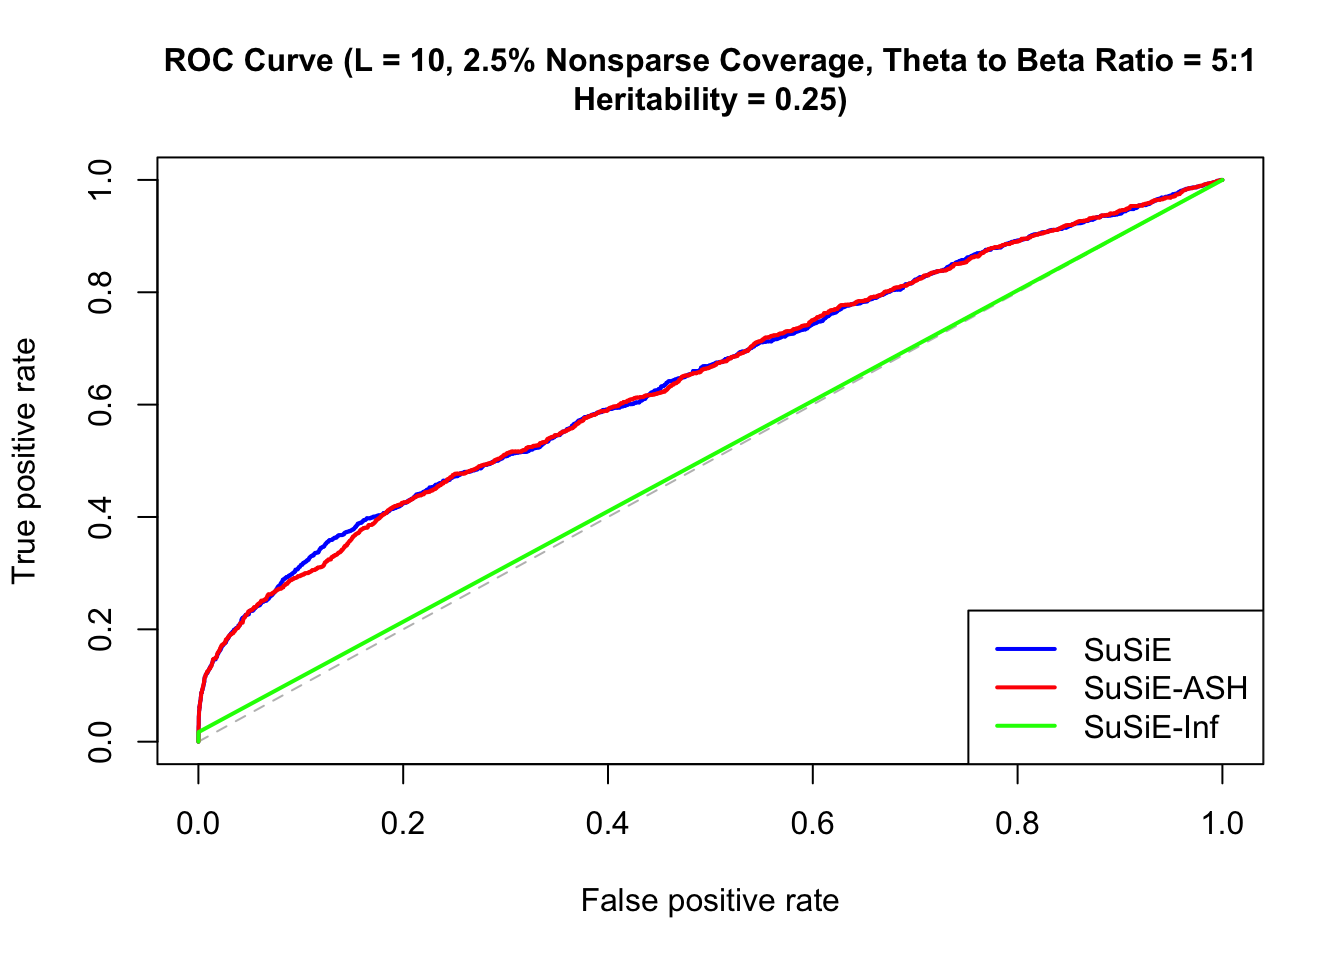 ROC Curve (L = 10, 2.5% Nonsparse Coverage, Theta to Beta Ratio = 5:1
Heritability = 0.25)
True positive rate
1.0
0.8
0.6
0.4
0.2
0.0
SuSiE
SuSiE-ASH
SuSiE-Inf
0.0 0.2 0.4 0.6 0.8 1.0
False positive rate